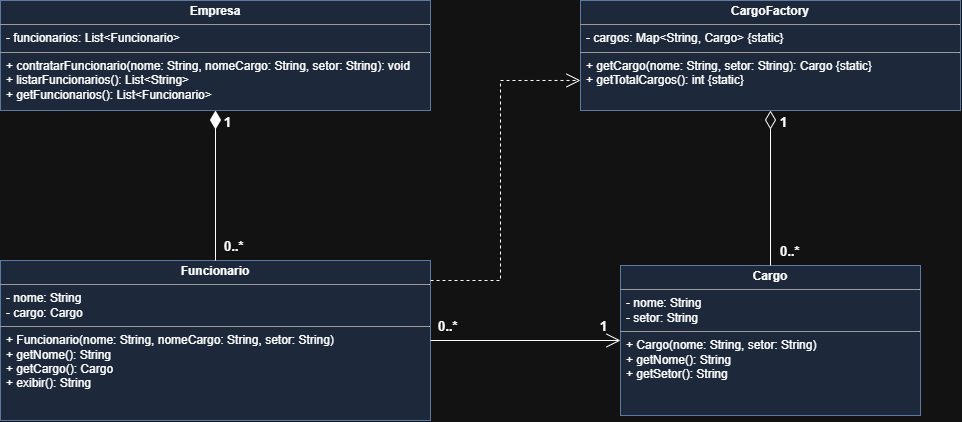 Empresa
- funcionarios: List<Funcionario>
+ contratarFuncionario(nome: String, nomeCargo: String, setor: String): void
+ listarFuncionarios(): List<String>
+ getFuncionarios(): List<Funcionario>
CargoFactory
- cargos: Map<String, Cargo> {static}
+ getCargo(nome: String, setor: String): Cargo {static}
+ getTotalCargos(): int {static}
1
0..*
1
0..*
Funcionario
- nome: String
- cargo: Cargo
+ Funcionario(nome: String, nomeCargo: String, setor: String)
+ getNome(): String
+ getCargo(): Cargo
+ exibir(): String
0..*
1
Cargo
- nome: String
- setor: String
+ Cargo(nome: String, setor: String)
+ getNome(): String
+ getSetor(): String